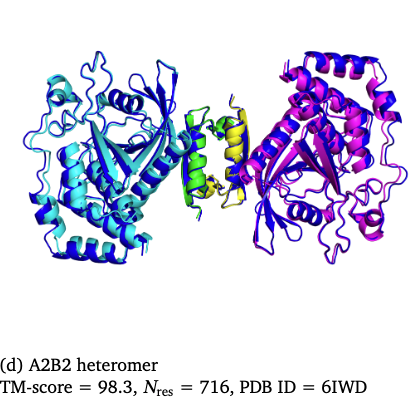 (d) A2B2 heteromer
TM-score = 98.3, Nres = 716, PDB ID = 6IWD